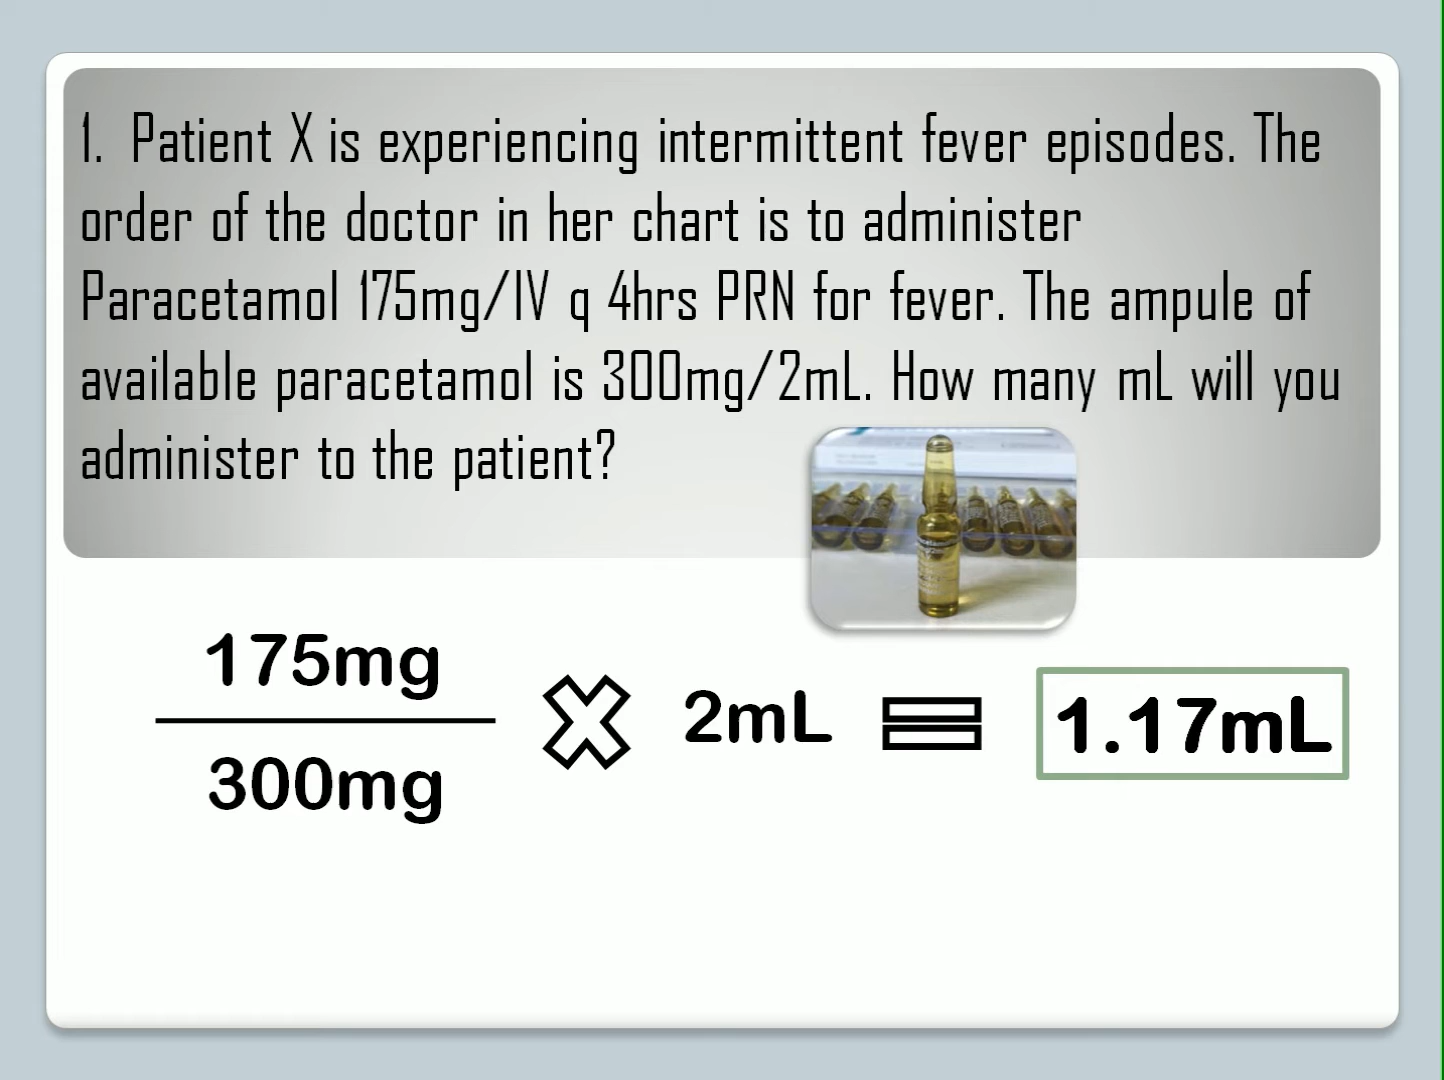 1. Patient X is experiencing intermittent fever episodes. The
order of the doctor in her chart is to administer
Paracetamol 175mg/IV q 4hrs PRN for fever. The ampule of
available paracetamol is 300mg/2mL. How many mL will you
administer to the patient?
175mg
300mg
2mL
1.17mL